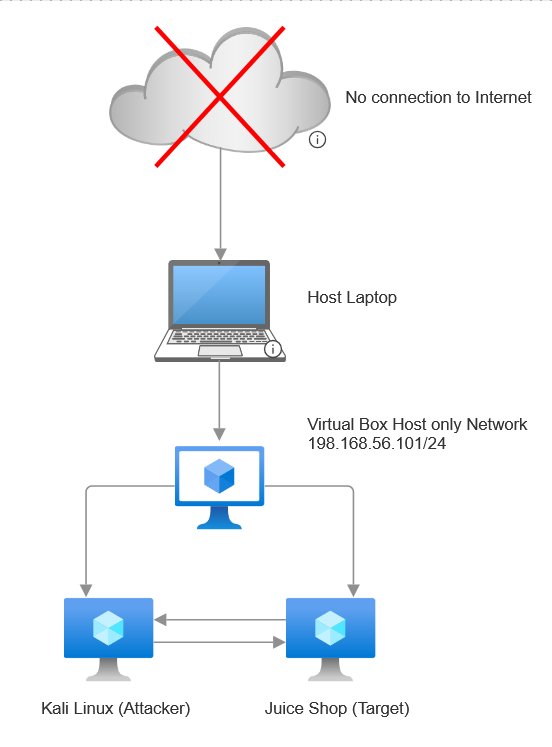 No connection to Internet
Host Laptop
Virtual Box Host only Network
198.168.56.101/24
Kali Linux (Attacker)
Juice Shop (Target)